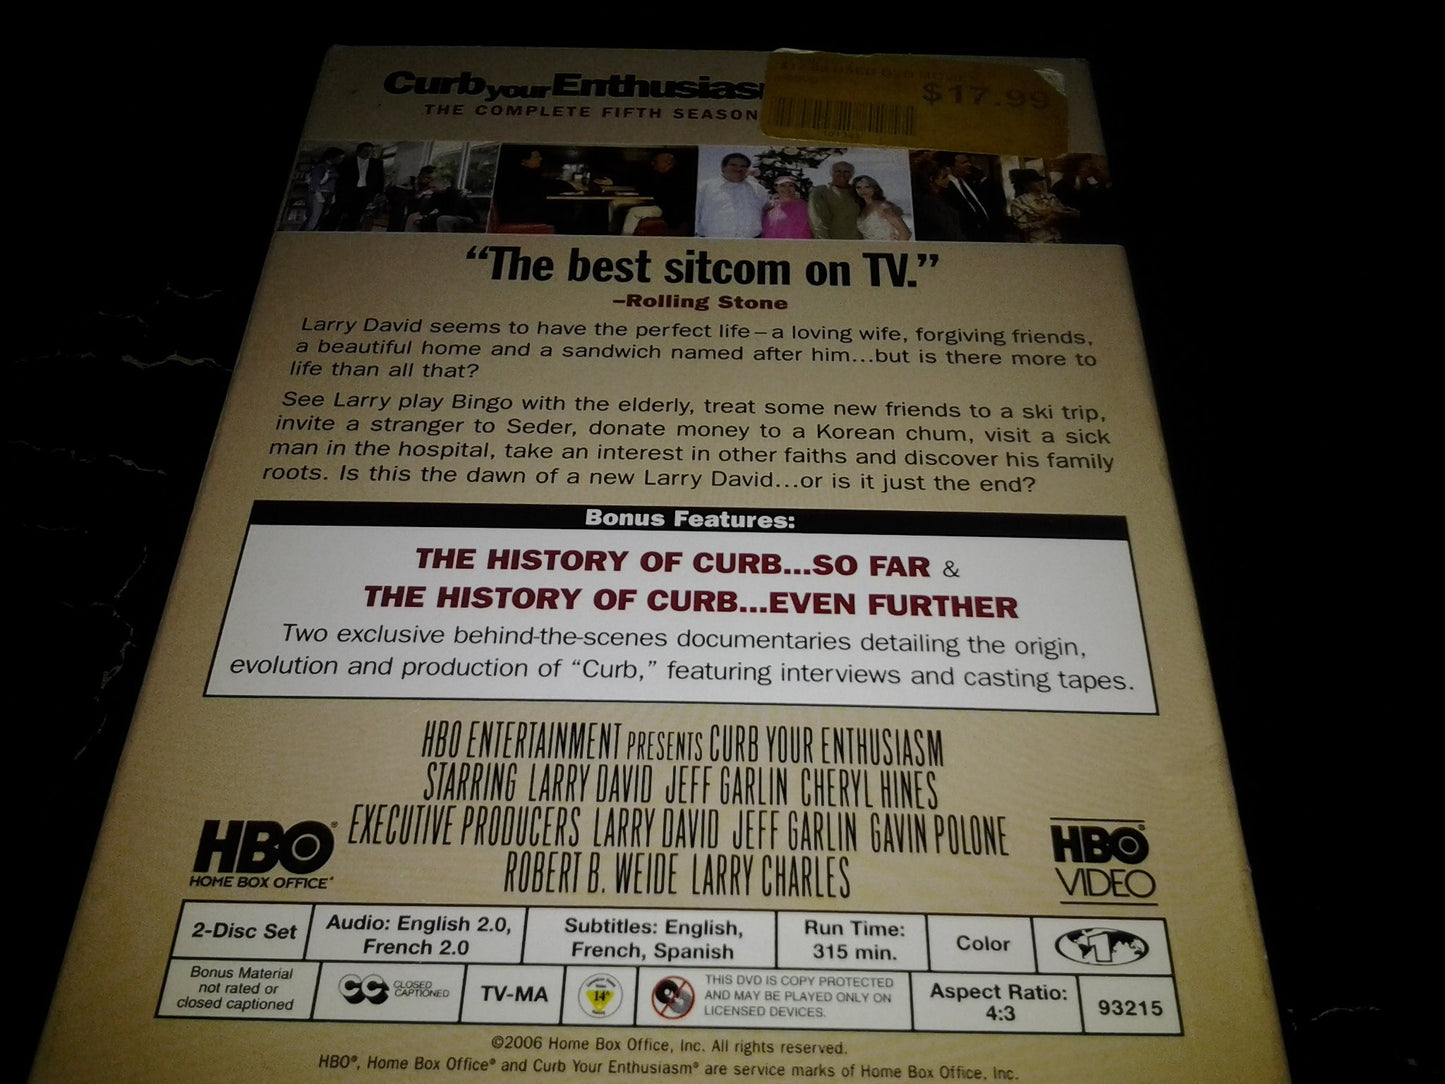 Curb your Enthusiasm
THE COMPLETE FIFTH SEASON
USED DVD MOVIES
$17.99
“The best sitcom on TV.”
–Rolling Stone
Larry David seems to have the perfect life – a loving wife, forgiving friends,
a beautiful home and a sandwich named after him...but is there more to
life than all that?
See Larry play Bingo with the elderly, treat some new friends to a ski trip,
invite a stranger to Seder, donate money to a Korean chum, visit a sick
man in the hospital, take an interest in other faiths and discover his family
roots. Is this the dawn of a new Larry David...or is it just the end?
Bonus Features:
THE HISTORY OF CURB...SO FAR &
THE HISTORY OF CURB...EVEN FURTHER
Two exclusive behind-the-scenes documentaries detailing the origin,
evolution and production of “Curb,” featuring interviews and casting tapes.
HBO ENTERTAINMENT PRESENTS CURB YOUR ENTHUSIASM
STARRING LARRY DAVID JEFF GARLIN CHERYL HINES
EXECUTIVE PRODUCERS LARRY DAVID JEFF GARLIN GAVIN POLONE
ROBERT B. WEIDE LARRY CHARLES
HBO®
HOME BOX OFFICE®
HBO®
VIDEO
2-Disc Set
Audio: English 2.0,
French 2.0
Subtitles: English,
French, Spanish
Run Time:
315 min.
Color
1
Bonus Material
not rated or
closed captioned
CC CLOSED
CAPTIONED
TV-MA
14+
THIS DVD IS COPY PROTECTED
AND MAY BE PLAYED ONLY ON
LICENSED DEVICES.
Aspect Ratio:
4:3
93215
©2006 Home Box Office, Inc. All rights reserved.
HBO®, Home Box Office® and Curb Your Enthusiasm® are service marks of Home Box Office, Inc.